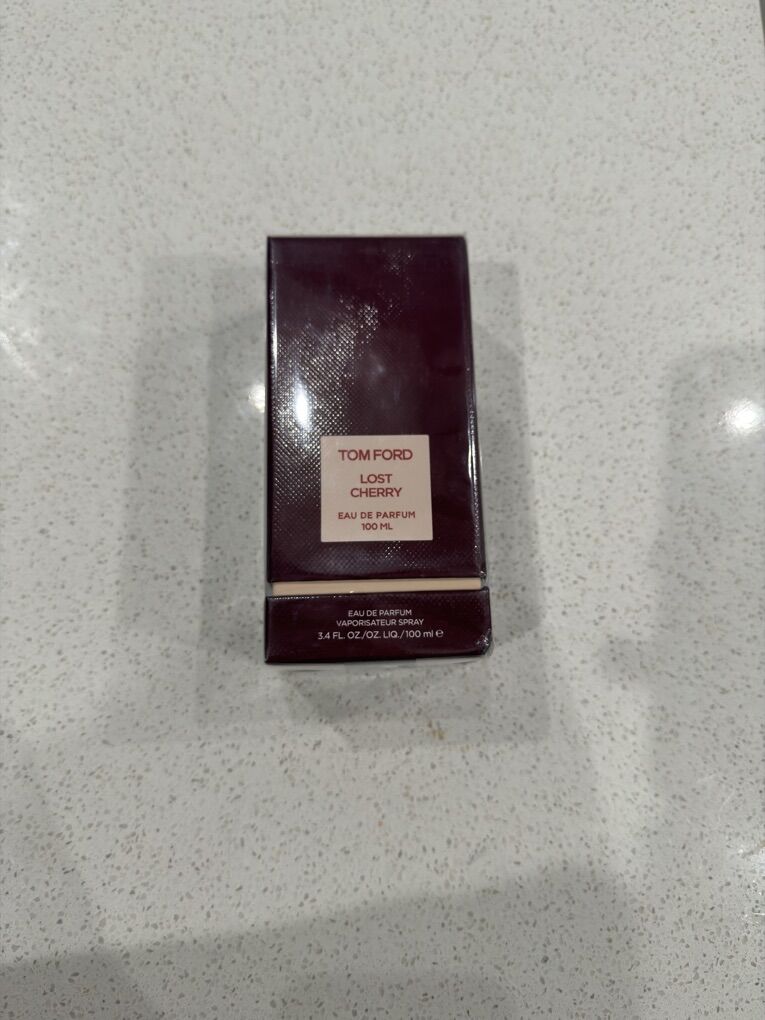 TOM FORD
LOST
CHERRY
EAU DE PARFUM
100 ML
EAU DE PARFUM
VAPORISATEUR SPRAY
3.4 FL. OZ./OZ. LIQ./100 ml ℮